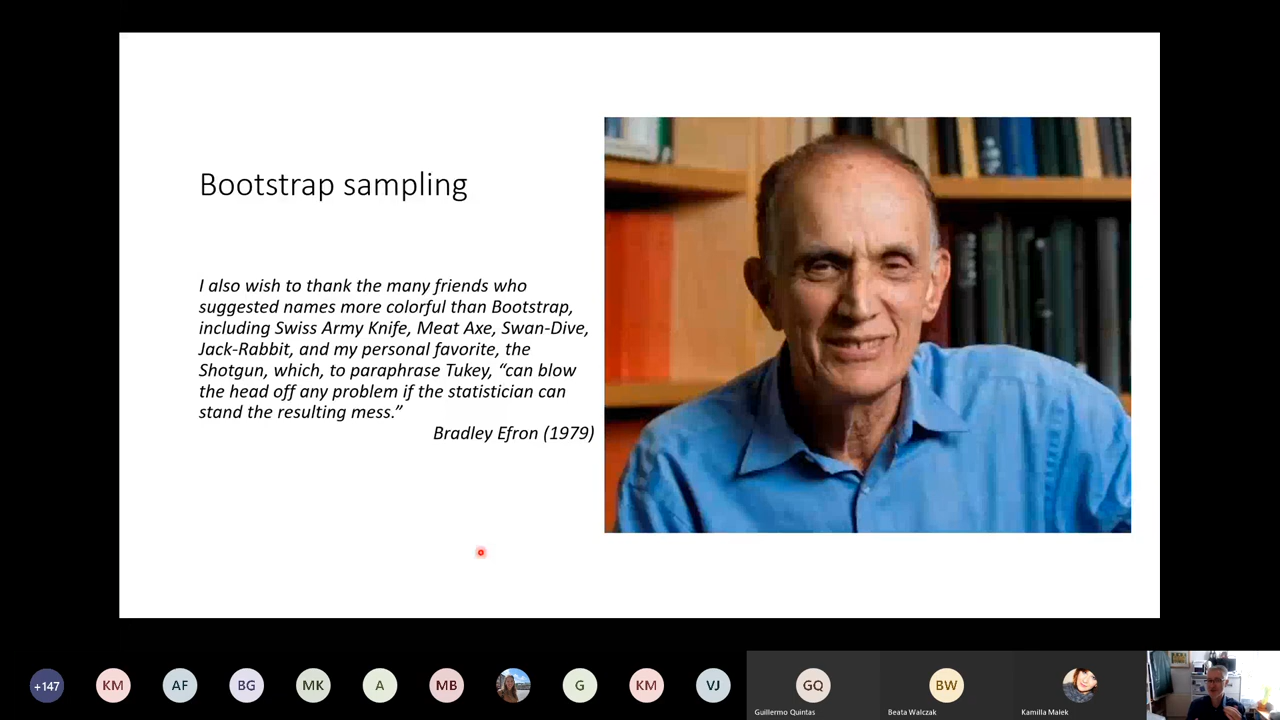 Bootstrap sampling
I also wish to thank the many friends who
suggested names more colorful than Bootstrap,
including Swiss Army Knife, Meat Axe, Swan-Dive,
Jack-Rabbit, and my personal favorite, the
Shotgun, which, to paraphrase Tukey, “can blow
the head off any problem if the statistician can
stand the resulting mess.”
Bradley Efron (1979)
+147
KM
AF
BG
MK
A
MB
G
KM
VJ
GQ
BW
Guillermo Quintas
Beata Walczak
Kamilla Małek